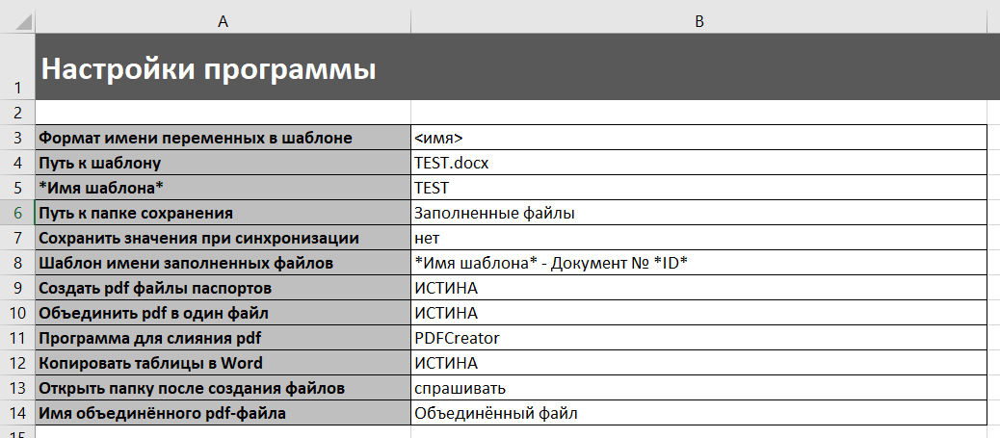 A B
1 Настройки программы
2
3 Формат имени переменных в шаблоне <имя>
4 Путь к шаблону TEST.docx
5 *Имя шаблона* TEST
6 Путь к папке сохранения Заполненные файлы
7 Сохранить значения при синхронизации нет
8 Шаблон имени заполненных файлов *Имя шаблона* - Документ № *ID*
9 Создать pdf файлы паспортов ИСТИНА
10 Объединить pdf в один файл ИСТИНА
11 Программа для слияния pdf PDFCreator
12 Копировать таблицы в Word ИСТИНА
13 Открыть папку после создания файлов спрашивать
14 Имя объединённого pdf-файла Объединённый файл
15